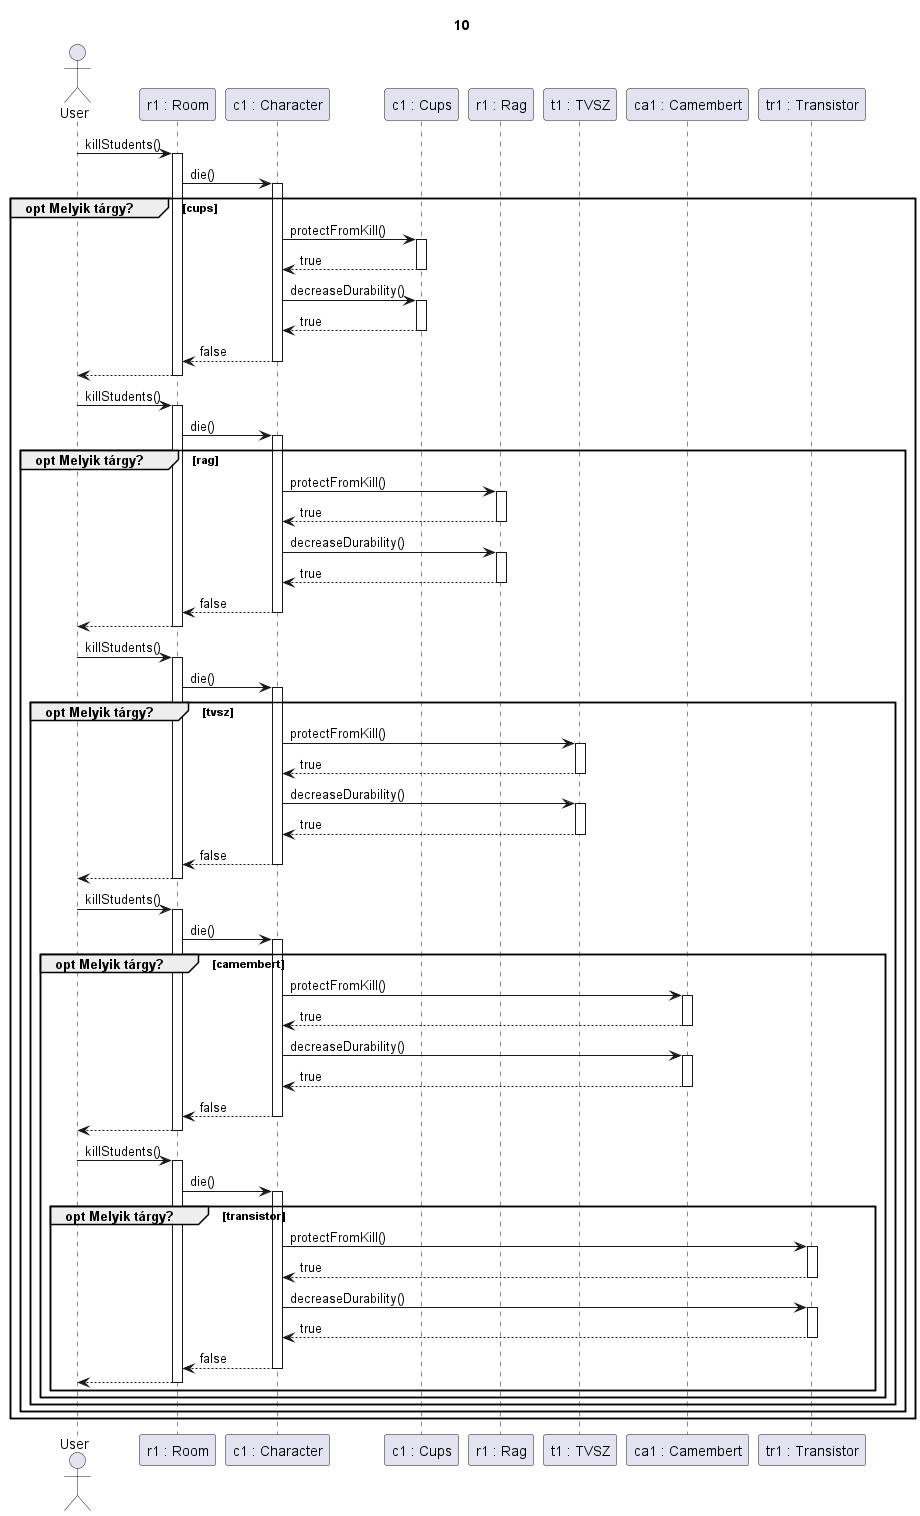 10
User
r1 : Room
c1 : Character
c1 : Cups
r1 : Rag
t1 : TVSZ
ca1 : Camembert
tr1 : Transistor
killStudents()
die()
opt Melyik tárgy?
[cups]
protectFromKill()
true
decreaseDurability()
true
false
killStudents()
die()
opt Melyik tárgy?
[rag]
protectFromKill()
true
decreaseDurability()
true
false
killStudents()
die()
opt Melyik tárgy?
[tvsz]
protectFromKill()
true
decreaseDurability()
true
false
killStudents()
die()
opt Melyik tárgy?
[camembert]
protectFromKill()
true
decreaseDurability()
true
false
killStudents()
die()
opt Melyik tárgy?
[transistor]
protectFromKill()
true
decreaseDurability()
true
false
User
r1 : Room
c1 : Character
c1 : Cups
r1 : Rag
t1 : TVSZ
ca1 : Camembert
tr1 : Transistor